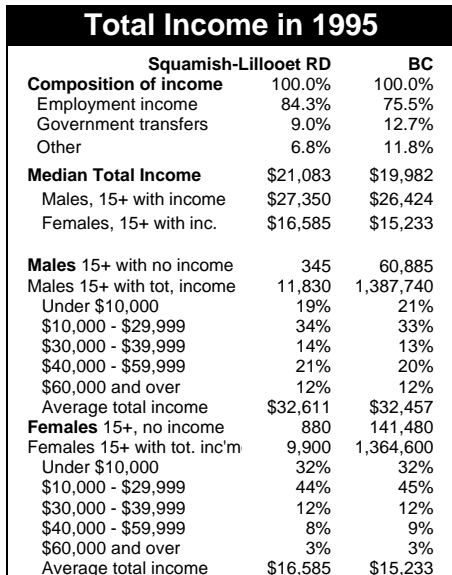 Total Income in 1995
Squamish-Lillooet RD BC
Composition of income 100.0% 100.0%
Employment income 84.3% 75.5%
Government transfers 9.0% 12.7%
Other 6.8% 11.8%
Median Total Income $21,083 $19,982
Males, 15+ with income $27,350 $26,424
Females, 15+ with inc. $16,585 $15,233
Males 15+ with no income 345 60,885
Males 15+ with tot, income 11,830 1,387,740
Under $10,000 19% 21%
$10,000 - $29,999 34% 33%
$30,000 - $39,999 14% 13%
$40,000 - $59,999 21% 20%
$60,000 and over 12% 12%
Average total income $32,611 $32,457
Females 15+, no income 880 141,480
Females 15+ with tot. inc'm 9,900 1,364,600
Under $10,000 32% 32%
$10,000 - $29,999 44% 45%
$30,000 - $39,999 12% 12%
$40,000 - $59,999 8% 9%
$60,000 and over 3% 3%
Average total income $16,585 $15,233